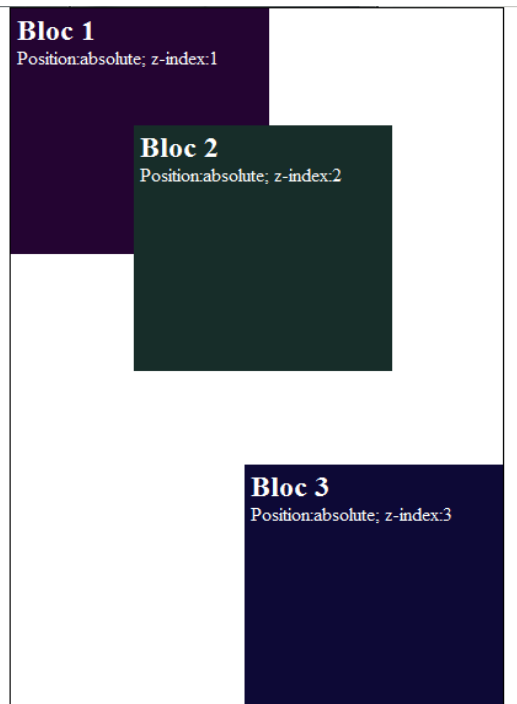 Bloc 1
Position:absolute; z-index:1
Bloc 2
Position:absolute; z-index:2
Bloc 3
Position:absolute; z-index:3